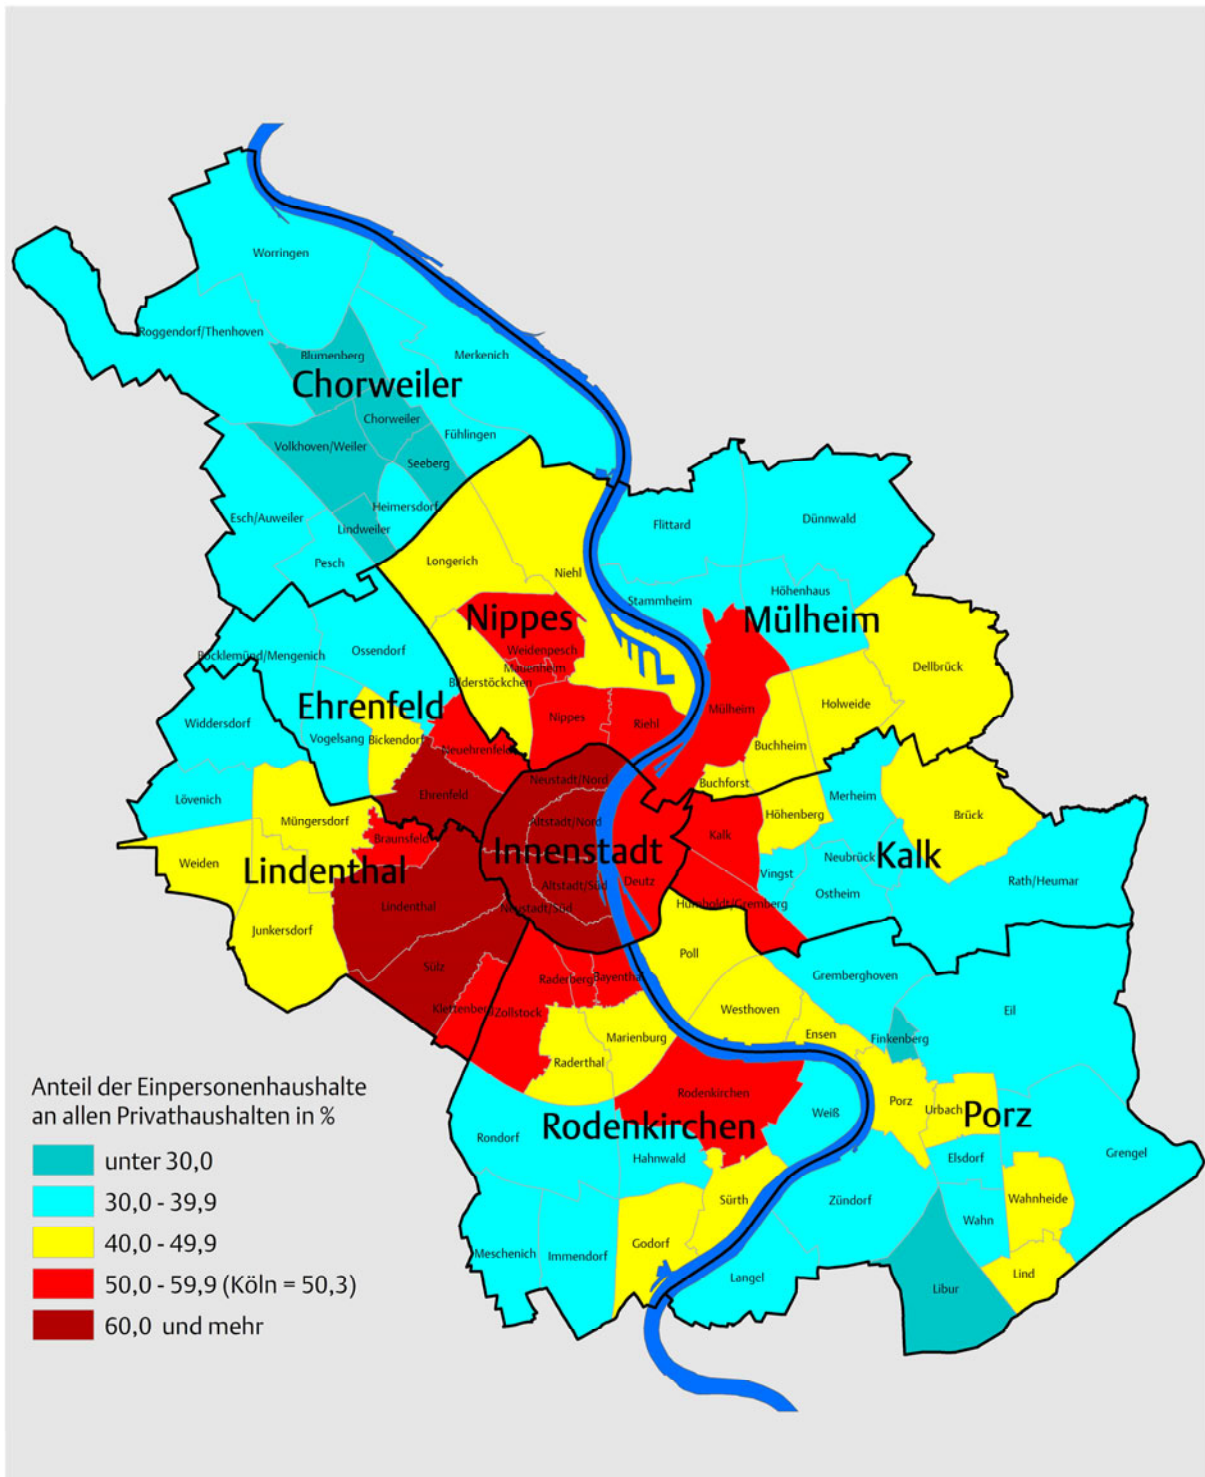 Worringen
Roggendorf/Thenhoven
Blumenberg
Merkenich
Chorweiler
Chorweiler
Fühlingen
Volkhoven/Weiler
Seeberg
Heimersdorf
Esch/Auweiler
Lindweiler
Pesch
Flittard
Dünnwald
Longerich
Niehl
Stammheim
Höhenhaus
Nippes
Mülheim
Weidenpesch
Mauenheim
Bilderstöckchen
Ossendorf
Bocklemünd/Mengenich
Dellbrück
Ehrenfeld
Widdersdorf
Vogelsang
Bickendorf
Neuehrenfeld
Nippes
Riehl
Mülheim
Holweide
Buchheim
Buchforst
Neustadt/Nord
Ehrenfeld
Lövenich
Müngersdorf
Altstadt/Nord
Braunsfeld
Kalk
Höhenberg
Merheim
Brück
Weiden
Lindenthal
Innenstadt
Kalk
Neubrück
Vingst
Ostheim
Rath/Heumar
Altstadt/Süd
Deutz
Lindenthal
Neustadt/Süd
Humboldt/Gremberg
Junkersdorf
Sülz
Poll
Gremberghoven
Raderberg
Bayenthal
Klettenberg
Zollstock
Westhoven
Eil
Marienburg
Ensen
Finkenberg
Raderthal
Rodenkirchen
Porz
Urbach
Porz
Weiß
Rodenkirchen
Rondorf
Hahnwald
Elsdorf
Grengel
Sürth
Zündorf
Wahnheide
Wahn
Godorf
Meschenich
Immendorf
Langel
Libur
Lind
Anteil der Einpersonenhaushalte
an allen Privathaushalten in %
unter 30,0
30,0 - 39,9
40,0 - 49,9
50,0 - 59,9 (Köln = 50,3)
60,0 und mehr